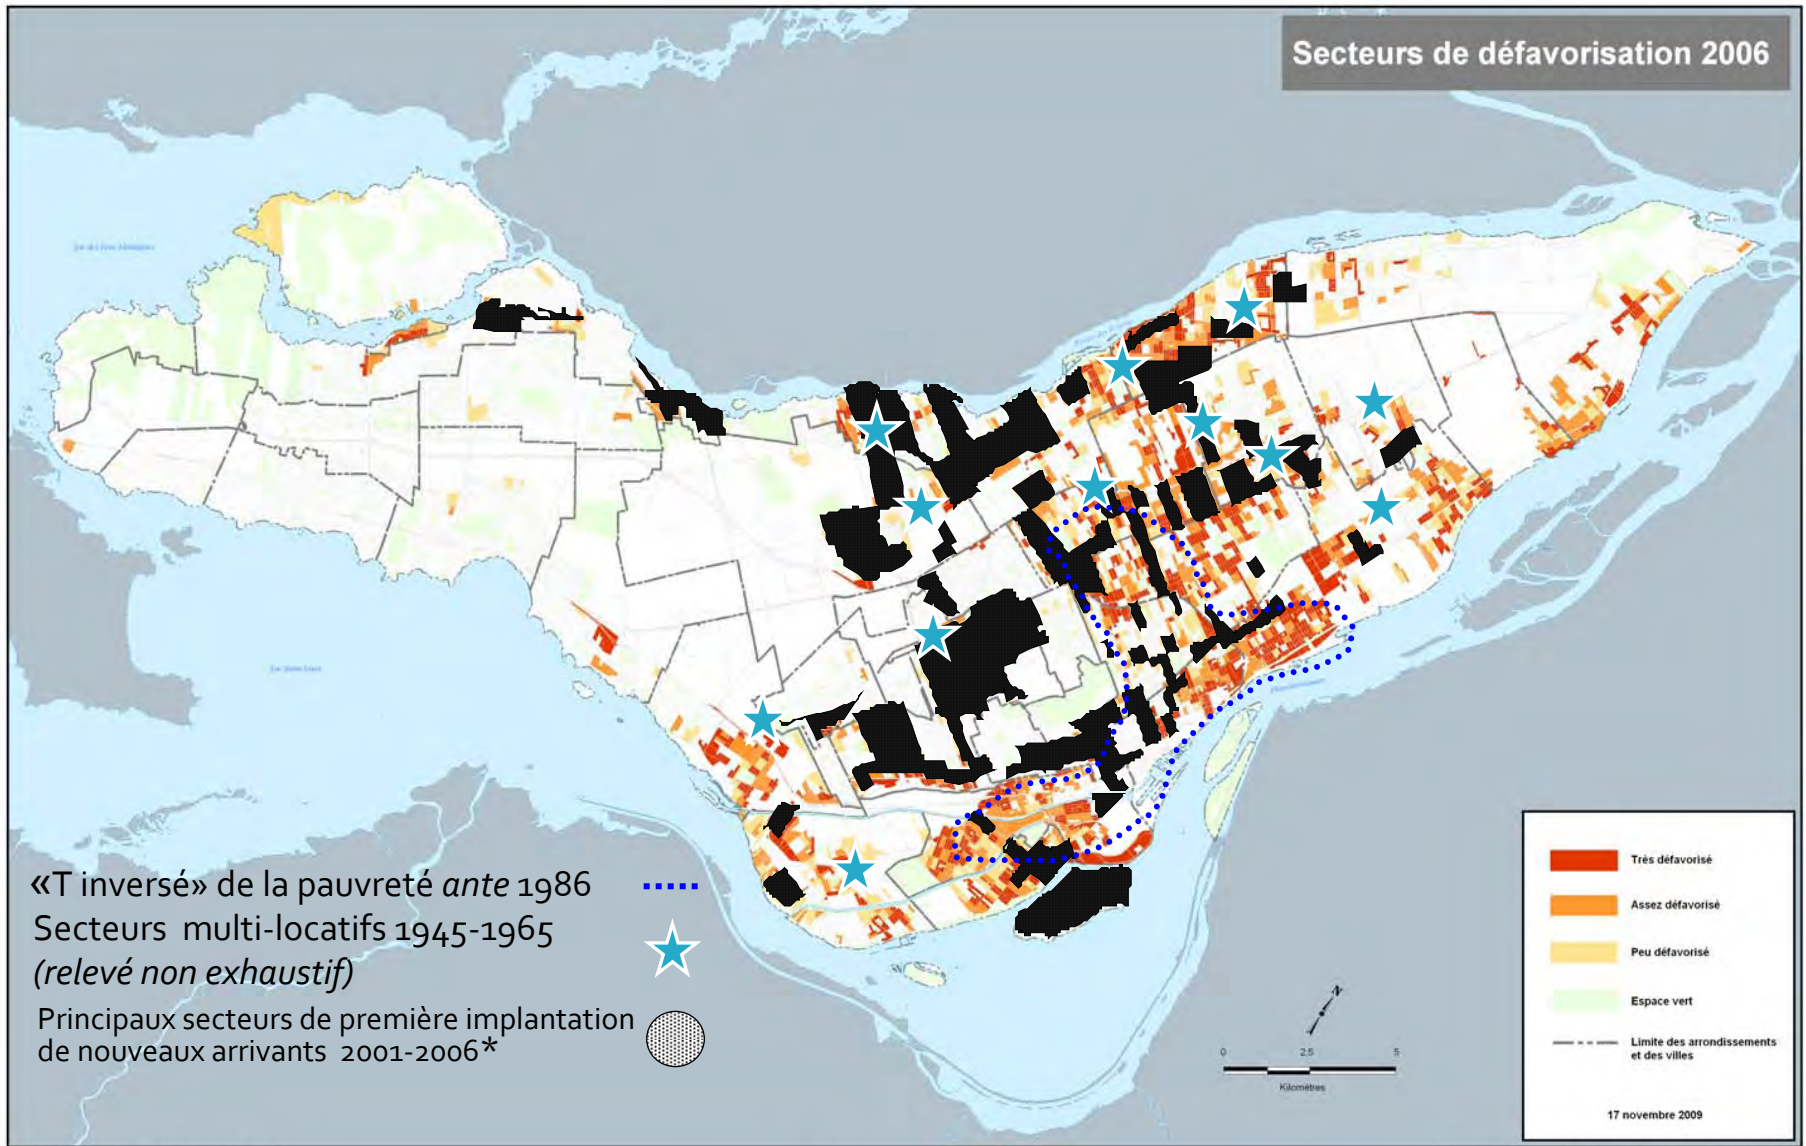 Secteurs de défavorisation 2006
«T inversé» de la pauvreté ante 1986
Secteurs multi-locatifs 1945-1965
(relevé non exhaustif)
Principaux secteurs de première implantation
de nouveaux arrivants 2001-2006*
N
0 2.5 5
Kilomètres
Très défavorisé
Assez défavorisé
Peu défavorisé
Espace vert
Limite des arrondissements
et des villes
17 novembre 2009